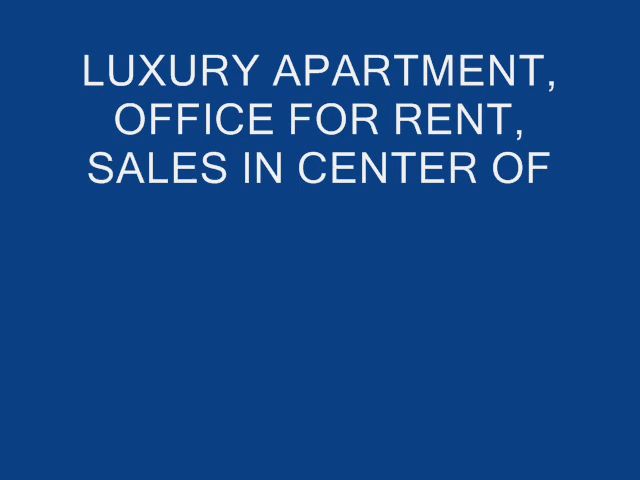 LUXURY APARTMENT,
OFFICE FOR RENT,
SALES IN CENTER OF